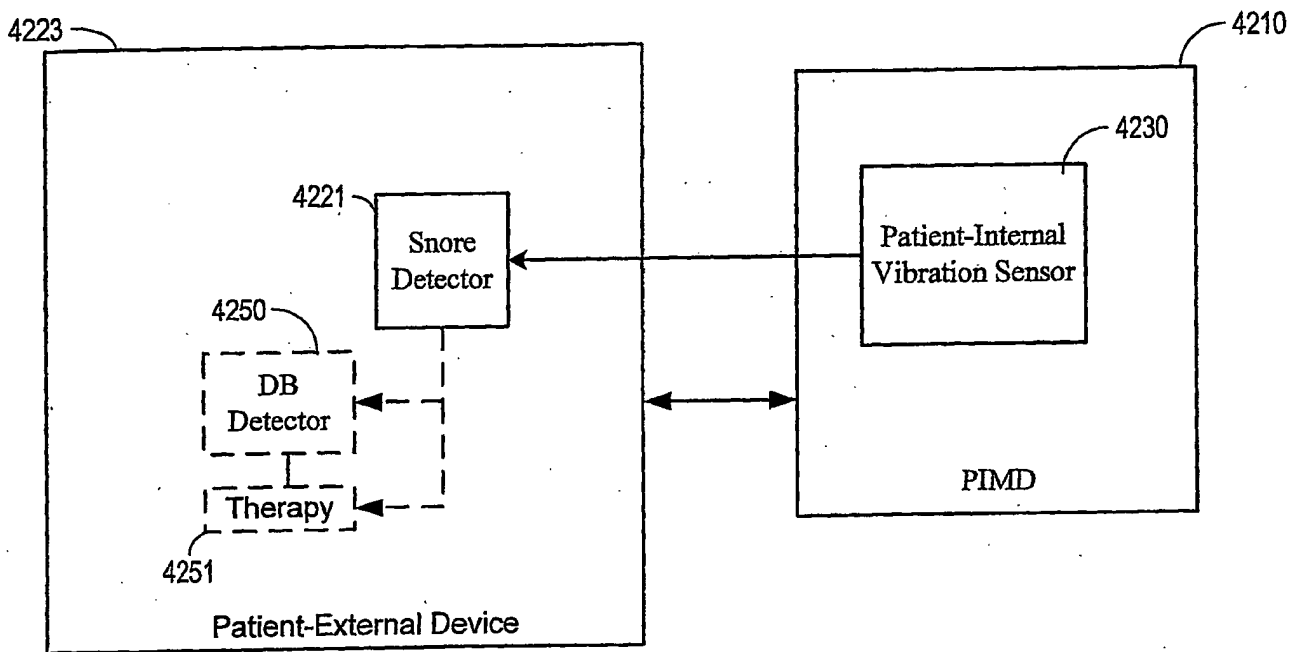 4223
4210
4230
4221
Snore
Detector
Patient-Internal
Vibration Sensor
4250
DB
Detector
Therapy
PIMD
4251
Patient-External Device